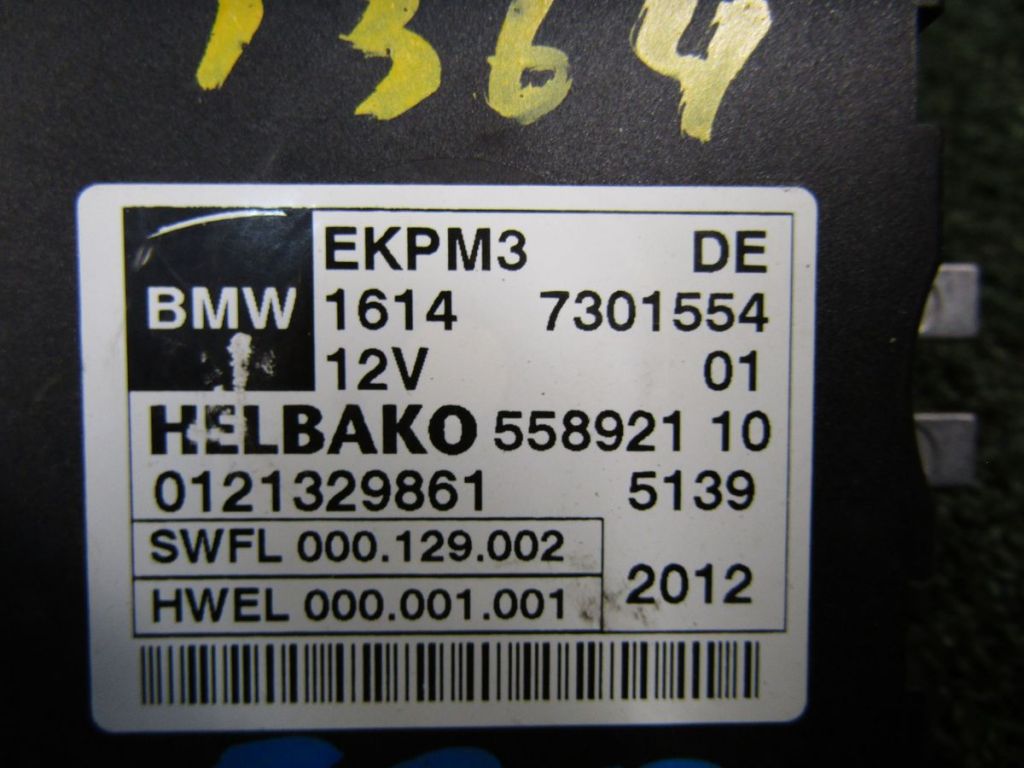 1364
EKPM3 DE
BMW 1614 7301554
12V 01
HELBAKO 558921 10
0121329861 5139
SWFL 000.129.002
HWEL 000.001.001 2012